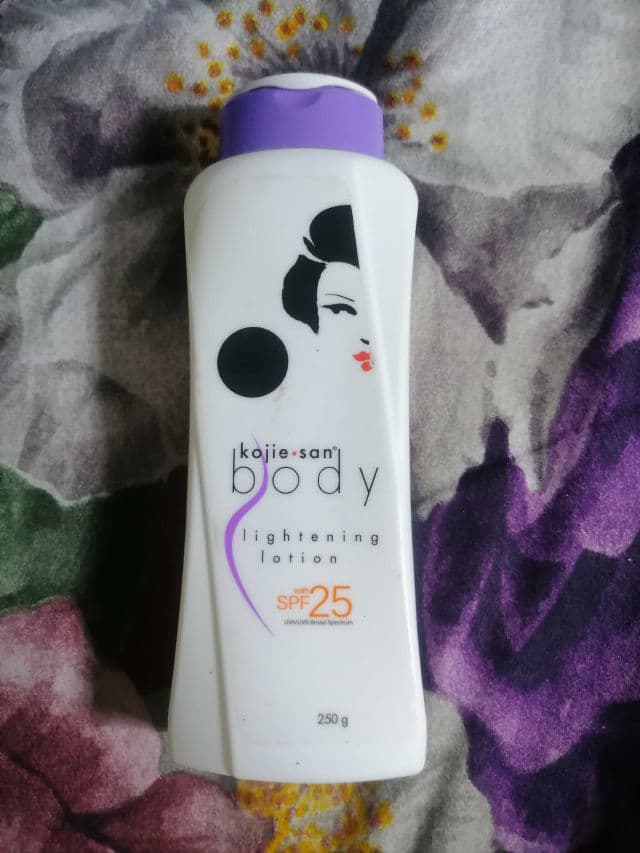 kojie•san®
body
lightening
lotion
with
SPF25
UVA/UVB Broad Spectrum
250 g